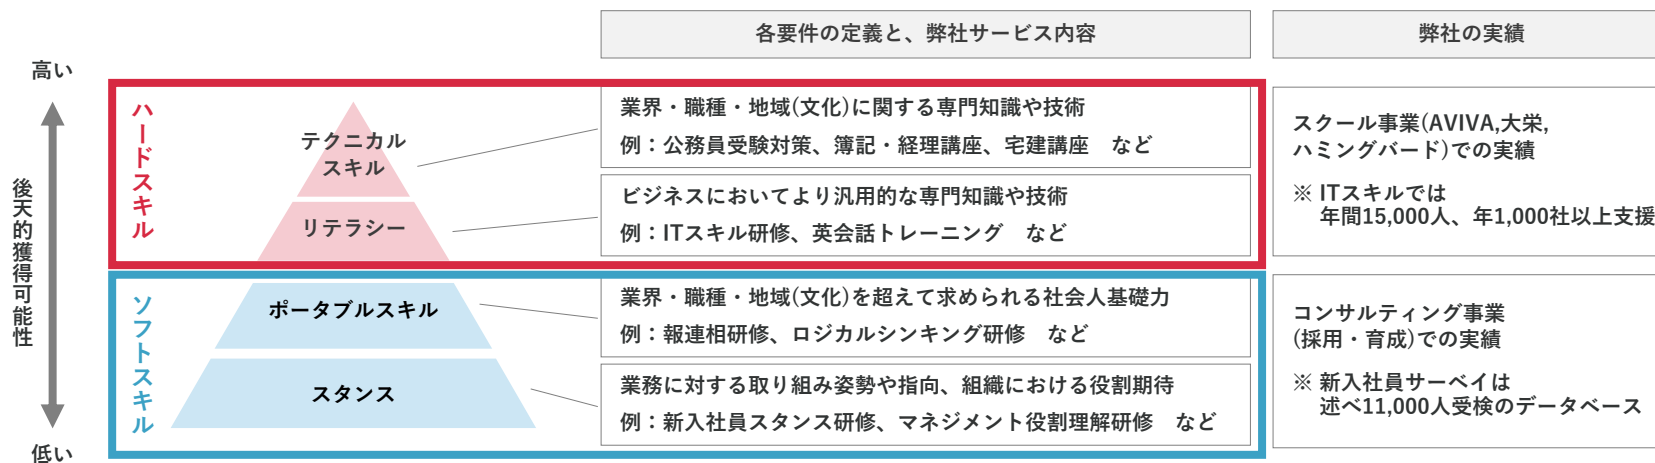 各要件の定義と、弊社サービス内容
弊社の実績
高い
後天的獲得可能性
低い
ハードスキル
テクニカル
スキル
業界・職種・地域(文化)に関する専門知識や技術
例：公務員受験対策、簿記・経理講座、宅建講座　など
リテラシー
ビジネスにおいてより汎用的な専門知識や技術
例：ITスキル研修、英会話トレーニング　など
スクール事業(AVIVA,大栄,
ハミングバード)での実績
※ ITスキルでは
年間15,000人、年1,000社以上支援
ソフトスキル
ポータブルスキル
業界・職種・地域(文化)を超えて求められる社会人基礎力
例：報連相研修、ロジカルシンキング研修　など
スタンス
業務に対する取り組み姿勢や指向、組織における役割期待
例：新入社員スタンス研修、マネジメント役割理解研修　など
コンサルティング事業
(採用・育成)での実績
※ 新入社員サーベイは
述べ11,000人受検のデータベース